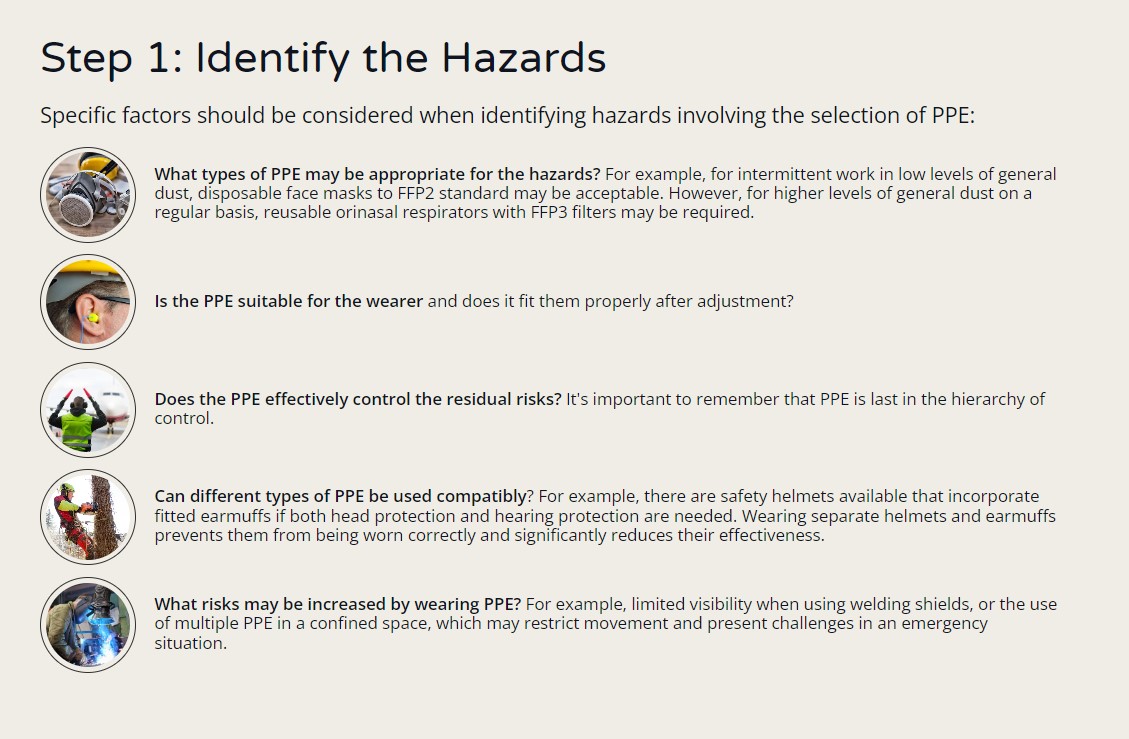 Step 1: Identify the Hazards
Specific factors should be considered when identifying hazards involving the selection of PPE:
What types of PPE may be appropriate for the hazards? For example, for intermittent work in low levels of general
dust, disposable face masks to FFP2 standard may be acceptable. However, for higher levels of general dust on a
regular basis, reusable orinasal respirators with FFP3 filters may be required.
Is the PPE suitable for the wearer and does it fit them properly after adjustment?
Does the PPE effectively control the residual risks? It's important to remember that PPE is last in the hierarchy of
control.
Can different types of PPE be used compatibly? For example, there are safety helmets available that incorporate
fitted earmuffs if both head protection and hearing protection are needed. Wearing separate helmets and earmuffs
prevents them from being worn correctly and significantly reduces their effectiveness.
What risks may be increased by wearing PPE? For example, limited visibility when using welding shields, or the use
of multiple PPE in a confined space, which may restrict movement and present challenges in an emergency
situation.